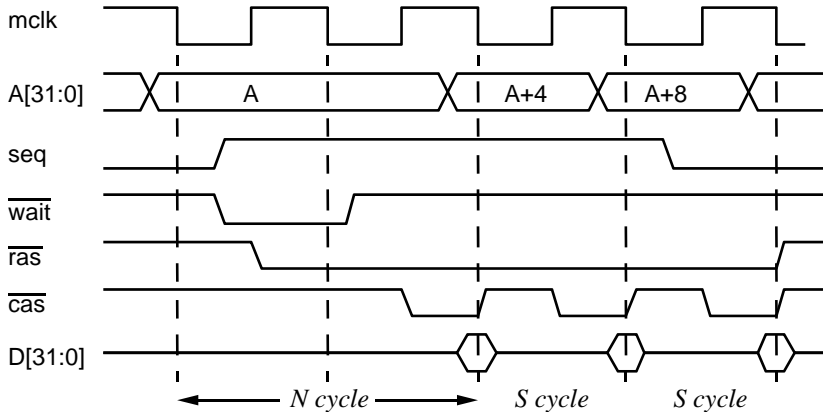 mclk
A[31:0] A A+4 A+8
seq
wait
ras
cas
D[31:0]
N cycle S cycle S cycle